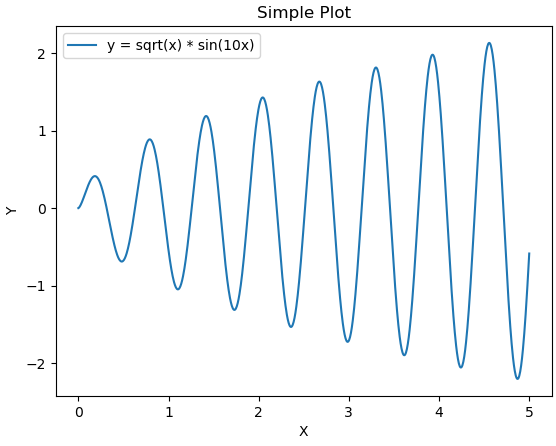 Simple Plot
y = sqrt(x) * sin(10x)
2
1
0
−1
−2
Y
0 1 2 3 4 5
X